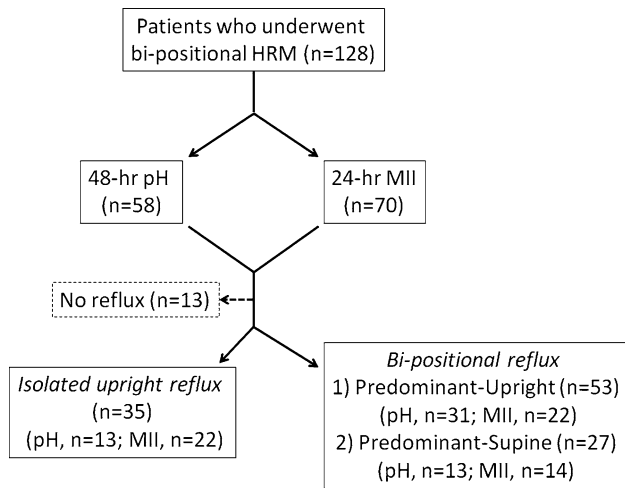 Patients who underwent
bi-positional HRM (n=128)
48-hr pH
(n=58)
24-hr MII
(n=70)
No reflux (n=13)
Isolated upright reflux
(n=35)
(pH, n=13; MII, n=22)
Bi-positional reflux
1) Predominant-Upright (n=53)
(pH, n=31; MII, n=22)
2) Predominant-Supine (n=27)
(pH, n=13; MII, n=14)